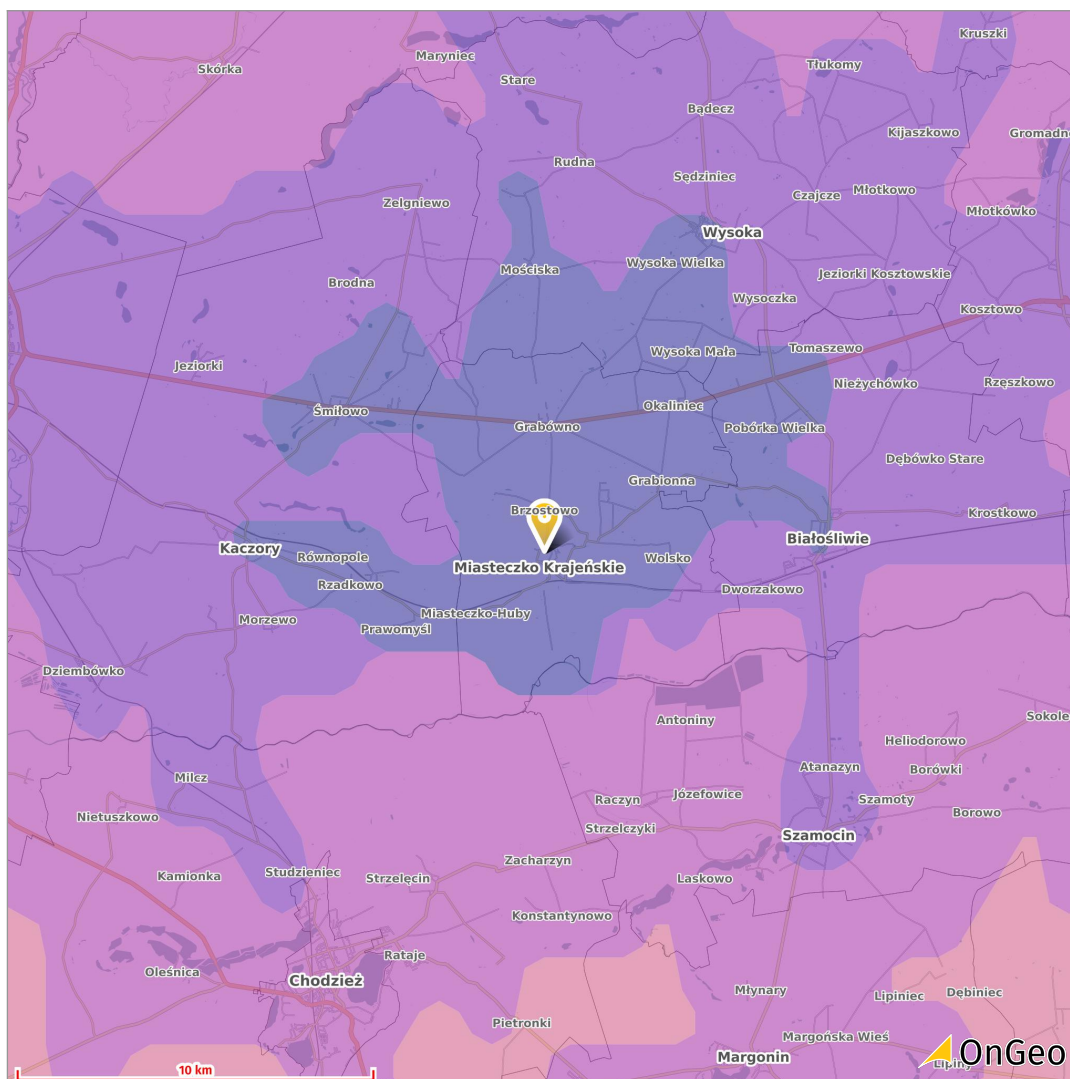 Kruszki
Maryniec
Skórka
Tłukomy
Stare
Bądecz
Kijaszkowo
Gromadn
Rudna
Sędziniec
Młotkowo
Czajcze
Zelgniewo
Młotkówko
Wysoka
Wysoka Wielka
Mościska
Jeziorki Kosztowskie
Brodna
Wysoczka
Kosztowo
Tomaszewo
Wysoka Mała
Jeziorki
Nieżychówko
Rzęszkowo
Okaliniec
Śmiłowo
Grabówno
Pobórka Wielka
Dębówko Stare
Grabionna
Brzostowo
Krostkowo
Białośliwie
Kaczory
Równopole
Wolsko
Miasteczko Krajeńskie
Rzadkowo
Dworzakowo
Miasteczko-Huby
Morzewo
Prawomyśl
Dziembówko
Sokole
Antoniny
Heliodorowo
Atanazyn
Borówki
Milcz
Józefowice
Raczyn
Szamoty
Borowo
Nietuszkowo
Strzelczyki
Szamocin
Zacharzyn
Studzieniec
Kamionka
Strzelęcin
Laskowo
Konstantynowo
Rataje
Oleśnica
Chodzież
Młynary
Dębiniec
Lipiniec
Pietronki
Margońska Wieś
Margonin
OnGeo
Lipiny
10 km